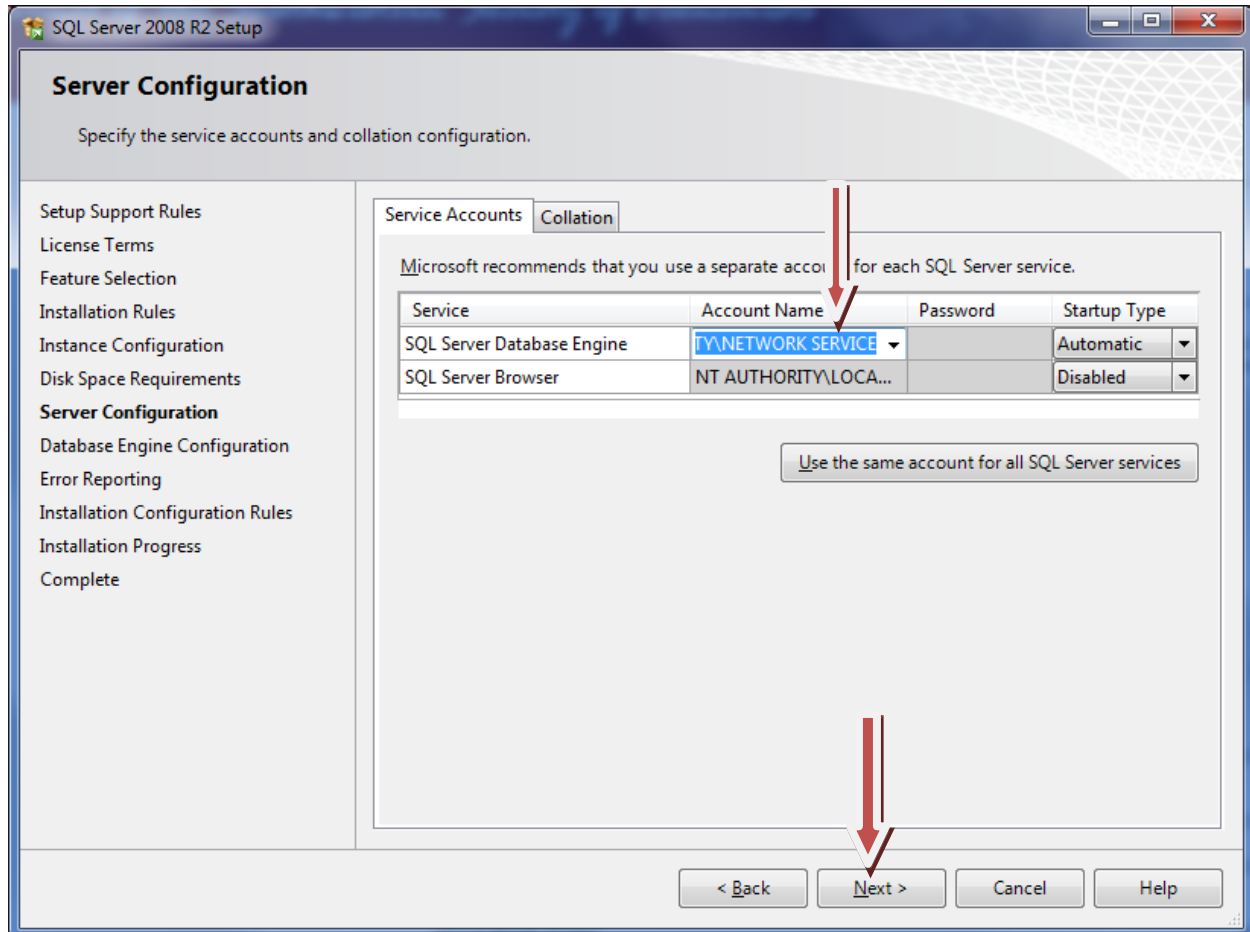 SQL Server 2008 R2 Setup
Server Configuration
Specify the service accounts and collation configuration.
Setup Support Rules
License Terms
Feature Selection
Installation Rules
Instance Configuration
Disk Space Requirements
Server Configuration
Database Engine Configuration
Error Reporting
Installation Configuration Rules
Installation Progress
Complete
Service Accounts Collation
Microsoft recommends that you use a separate accou for each SQL Server service.
Service Account Name Password Startup Type
SQL Server Database Engine TY\NETWORK SERVICE Automatic
SQL Server Browser NT AUTHORITY\LOCA... Disabled
Use the same account for all SQL Server services
< Back Next > Cancel Help